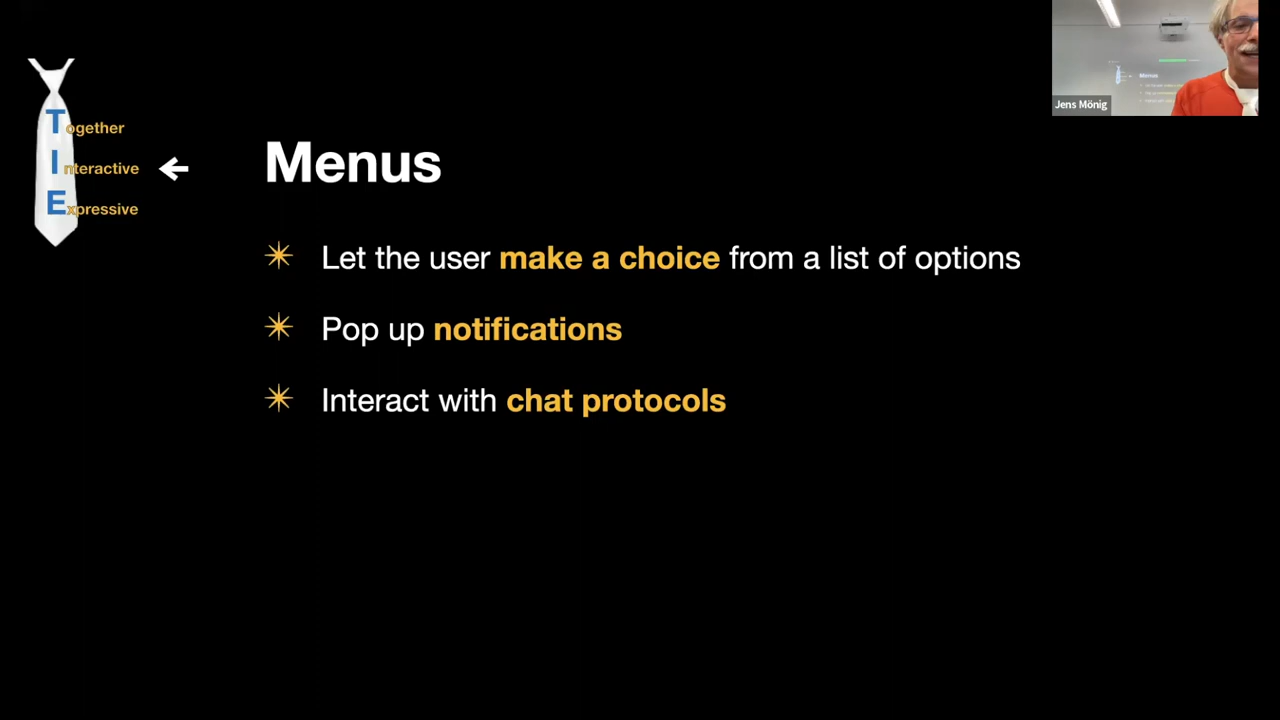 Together
Interactive
Expressive
Menus
Let the user make a choice from a list of options
Pop up notifications
Interact with chat protocols
Jens Mönig
Menus